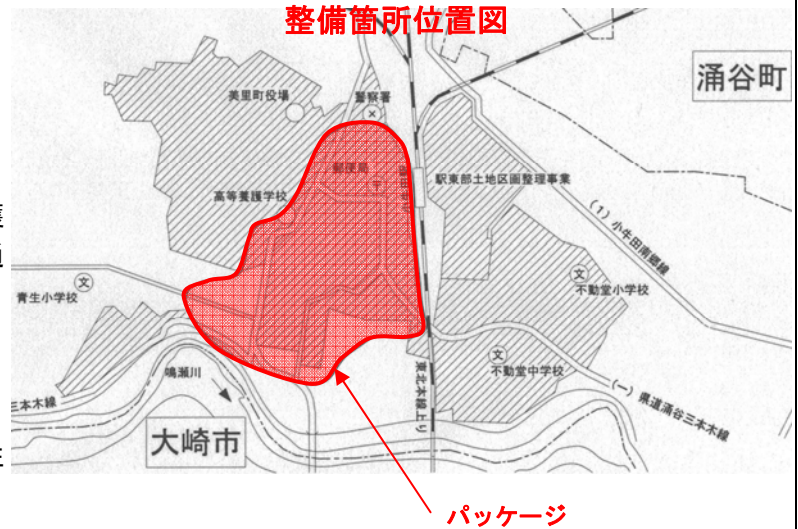 整備箇所位置図
涌谷町
美里町役場
警察署
郵便局
高等養護学校
駅東部土地区画整理事業
(1) 小牛田南郷線
文
青生小学校
文
不動堂小学校
文
不動堂中学校
鳴瀬川
三本木線
東北本線上り
(一) 県道涌谷三本木線
大崎市
パッケージ